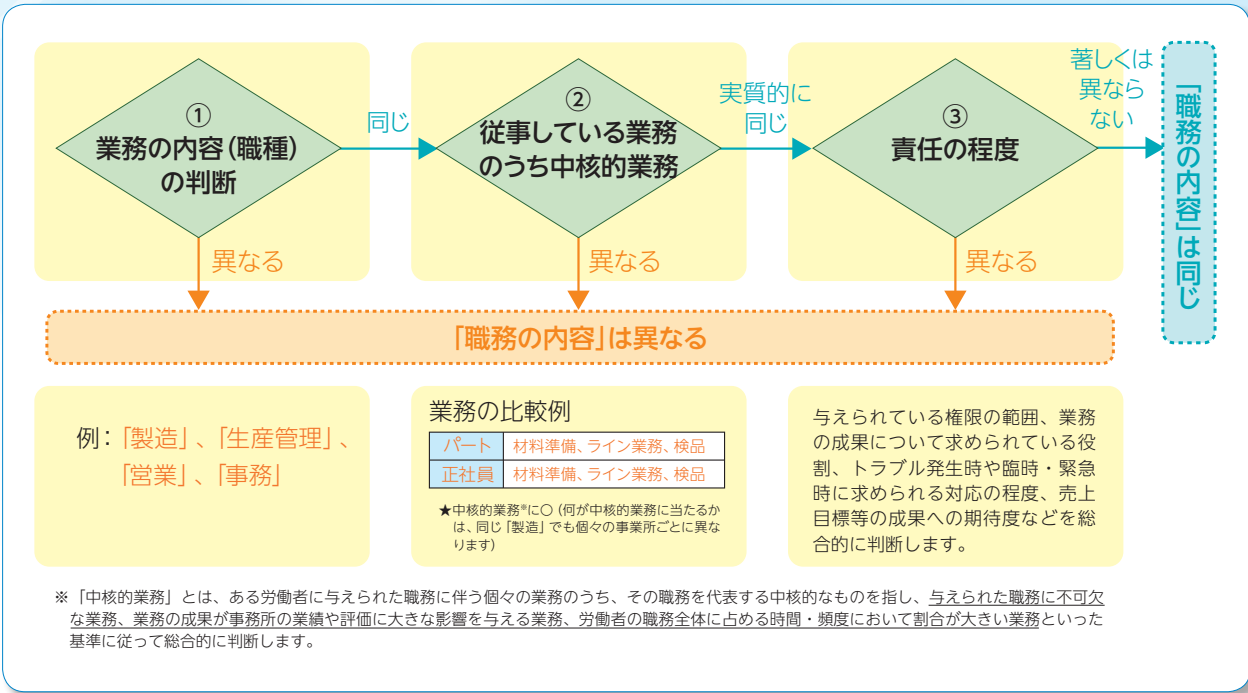 ①
業務の内容(職種)
の判断
同じ
②
従事している業務
のうち中核的業務
実質的に
同じ
③
責任の程度
著しくは
異なら
ない
「職務の内容」は同じ
異なる
異なる
異なる
「職務の内容」は異なる
例：「製造」、「生産管理」、
「営業」、「事務」
業務の比較例
パート 材料準備、ライン業務、検品
正社員 材料準備、ライン業務、検品
★中核的業務※に〇（何が中核的業務に当たるか
は、同じ「製造」でも個々の事業所ごとに異な
ります）
与えられている権限の範囲、業務
の成果について求められている役
割、トラブル発生時や臨時・緊急
時に求められる対応の程度、売上
目標等の成果への期待度などを総
合的に判断します。
※「中核的業務」とは、ある労働者に与えられた職務に伴う個々の業務のうち、その職務を代表する中核的なものを指し、与えられた職務に不可欠
な業務、業務の成果が事務所の業績や評価に大きな影響を与える業務、労働者の職務全体に占める時間・頻度において割合が大きい業務といった
基準に従って総合的に判断します。